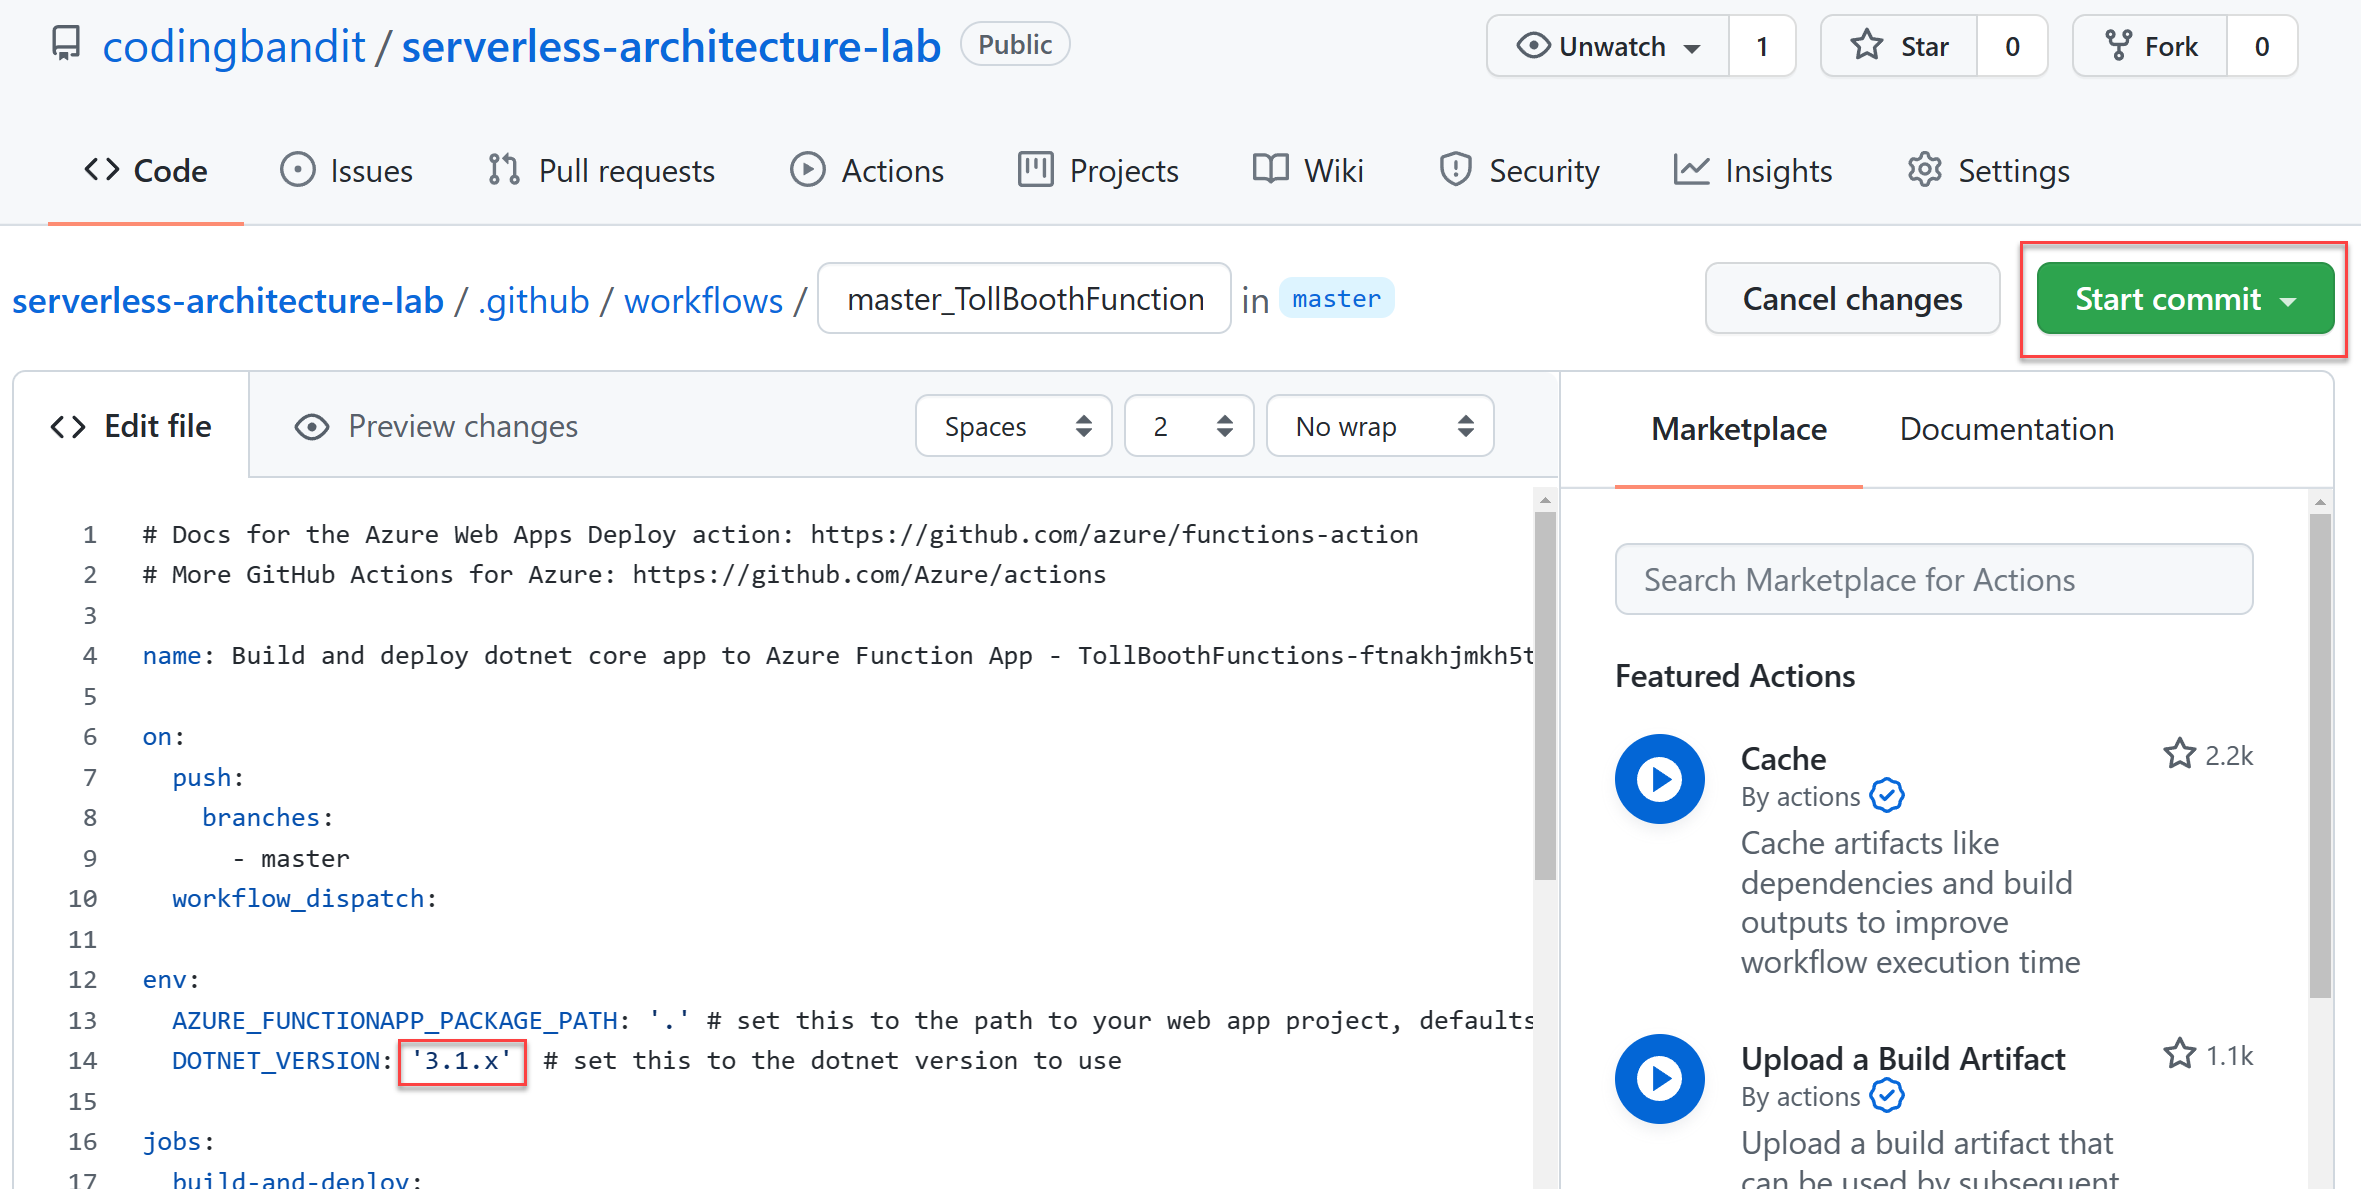 codingbandit / serverless-architecture-lab Public Unwatch 1 Star 0 Fork 0
Code Issues Pull requests Actions Projects Wiki Security Insights Settings
serverless-architecture-lab / .github / workflows / master_TollBoothFunction in master Cancel changes Start commit
Edit file Preview changes Spaces 2 No wrap
1 # Docs for the Azure Web Apps Deploy action: https://github.com/azure/functions-action
2 # More GitHub Actions for Azure: https://github.com/Azure/actions
3
4 name: Build and deploy dotnet core app to Azure Function App - TollBoothFunctions-ftnakhjmkh5t
5
6 on:
7 push:
8 branches:
9 - master
10 workflow_dispatch:
11
12 env:
13 AZURE_FUNCTIONAPP_PACKAGE_PATH: '.' # set this to the path to your web app project, defaults
14 DOTNET_VERSION: '3.1.x' # set this to the dotnet version to use
15
16 jobs:
17 build-and-deploy:
Marketplace Documentation
Search Marketplace for Actions
Featured Actions
Cache 2.2k
By actions
Cache artifacts like
dependencies and build
outputs to improve
workflow execution time
Upload a Build Artifact 1.1k
By actions
Upload a build artifact that
can be used by subsequent